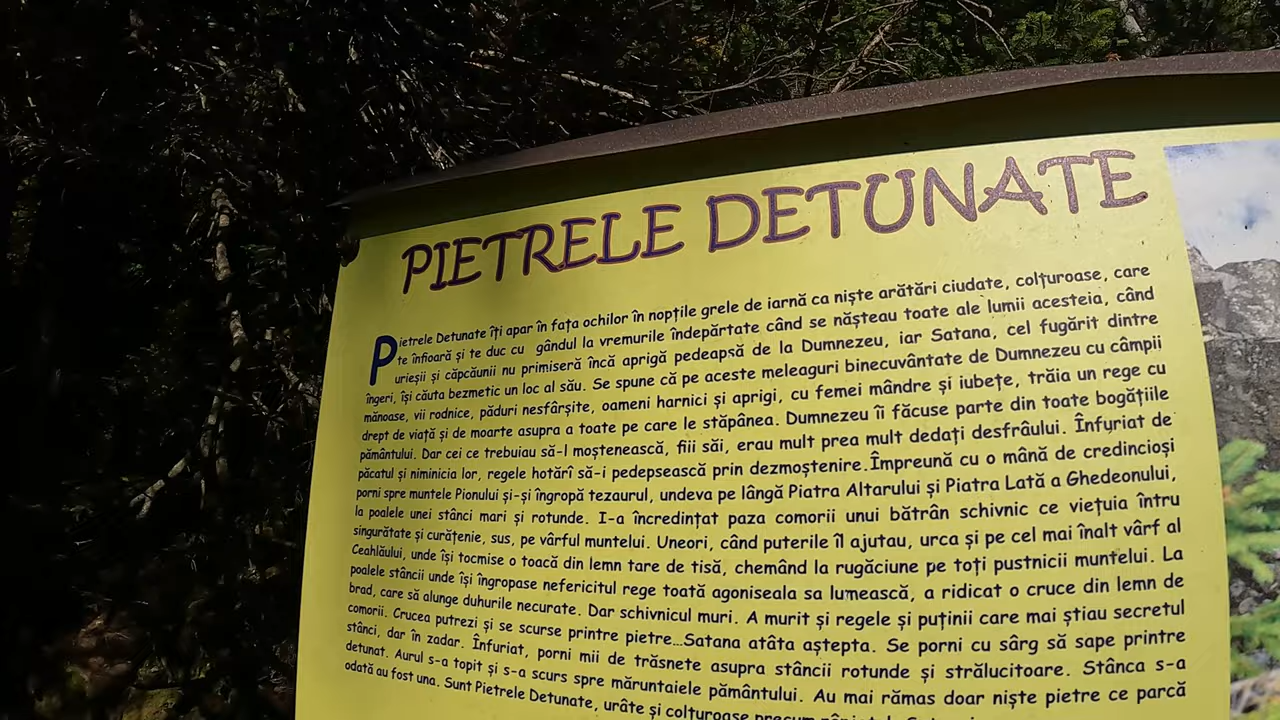 PIETRELE DETUNATE
Pietrele Detunate îți apar în fața ochilor în nopțile grele de iarnă ca niște arătări ciudate, colțuroase, care
te înfioară și te duc cu gândul la vremurile îndepărtate când se nășteau toate ale lumii acesteia, când
urieșii și căpcăunii nu primiseră încă apriga pedeapsă de la Dumnezeu, iar Satana, cel fugărit dintre
îngeri, își căuta bezmetic un loc al său. Se spune că pe aceste meleaguri binecuvântate de Dumnezeu cu câmpii
mănoase, vii rodnice, păduri nesfârșite, oameni harnici și aprigi, cu femei mândre și iubețe, trăia un rege cu
drept de viață și de moarte asupra a toate pe care le stăpânea. Dumnezeu îi făcuse parte din toate bogățiile
pământului. Dar cei ce trebuiau să-l moștenească, fiii săi, erau mult prea mult dedați desfrâului. Înfuriat de
păcatul și niminicia lor, regele hotărî să-i pedepsească prin dezmoștenire.Împreună cu o mână de credincioși
porni spre muntele Pionului și-și îngropă tezaurul, undeva pe lângă Piatra Altarului și Piatra Lată a Ghedeonului,
la poalele unei stânci mari și rotunde. I-a încredințat paza comorii unui bătrân schivnic ce viețuia întru
singurătate și curățenie, sus, pe vârful muntelui. Uneori, când puterile îl ajutau, urca și pe cel mai înalt vârf al
Ceahlăului, unde își tocmise o toacă din lemn tare de tisă, chemând la rugăciune pe toți pustnicii muntelui. La
poalele stâncii unde își îngropase nefericitul rege toată agoniseala sa lumească, a ridicat o cruce din lemn de
brad, care să alunge duhurile necurate. Dar schivnicul muri. A murit și regele și puținii care mai știau secretul
comorii. Crucea putrezi și se scurse printre pietre...Satana atâta aștepta. Se porni cu sârg să sape printre
stânci, dar în zadar. Înfuriat, porni mii de trăsnete asupra stâncii rotunde și strălucitoare. Stânca s-a
detunat. Aurul s-a topit și s-a scurs spre măruntaiele pământului. Au mai rămas doar niște pietre ce parcă
odată au fost una. Sunt Pietrele Detunate, urâte și colțuroase precum